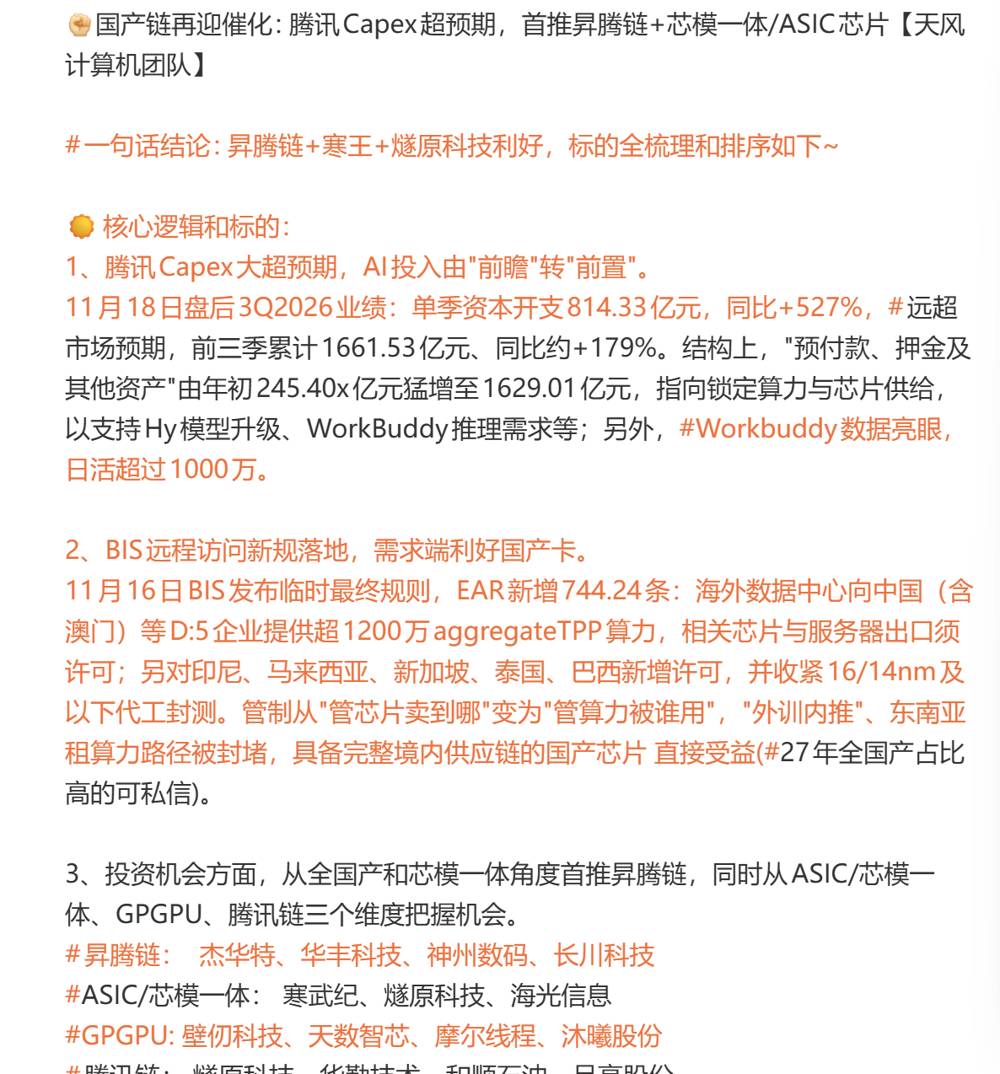 ✊国产链再迎催化: 腾讯Capex超预期，首推昇腾链+芯模一体/ASIC芯片【天风
计算机团队】
#一句话结论: 昇腾链+寒王+燧原科技利好，标的全梳理和排序如下~
核心逻辑和标的:
1、腾讯Capex大超预期，AI投入由"前瞻"转"前置"。
11月18日盘后3Q2026业绩：单季资本开支814.33亿元，同比+527%，#远超
市场预期，前三季累计1661.53亿元、同比约+179%。结构上，"预付款、押金及
其他资产"由年初245.40x亿元猛增至1629.01亿元，指向锁定算力与芯片供给，
以支持Hy模型升级、WorkBuddy推理需求等；另外，#Workbuddy数据亮眼，
日活超过1000万。
2、BIS远程访问新规落地，需求端利好国产卡。
11月16日BIS发布临时最终规则，EAR新增744.24条：海外数据中心向中国（含
澳门）等D:5企业提供超1200万aggregateTPP算力，相关芯片与服务器出口须
许可；另对印尼、马来西亚、新加坡、泰国、巴西新增许可，并收紧16/14nm及
以下代工封测。管制从"管芯片卖到哪"变为"管算力被谁用"，"外训内推"、东南亚
租算力路径被封堵，具备完整境内供应链的国产芯片 直接受益(#27年全国产占比
高的可私信)。
3、投资机会方面，从全国产和芯模一体角度首推昇腾链，同时从ASIC/芯模一
体、GPGPU、腾讯链三个维度把握机会。
#昇腾链： 杰华特、华丰科技、神州数码、长川科技
#ASIC/芯模一体： 寒武纪、燧原科技、海光信息
#GPGPU: 壁仞科技、天数智芯、摩尔线程、沐曦股份
#腾讯链： 燧原科技、华勤技术、和顺石油、